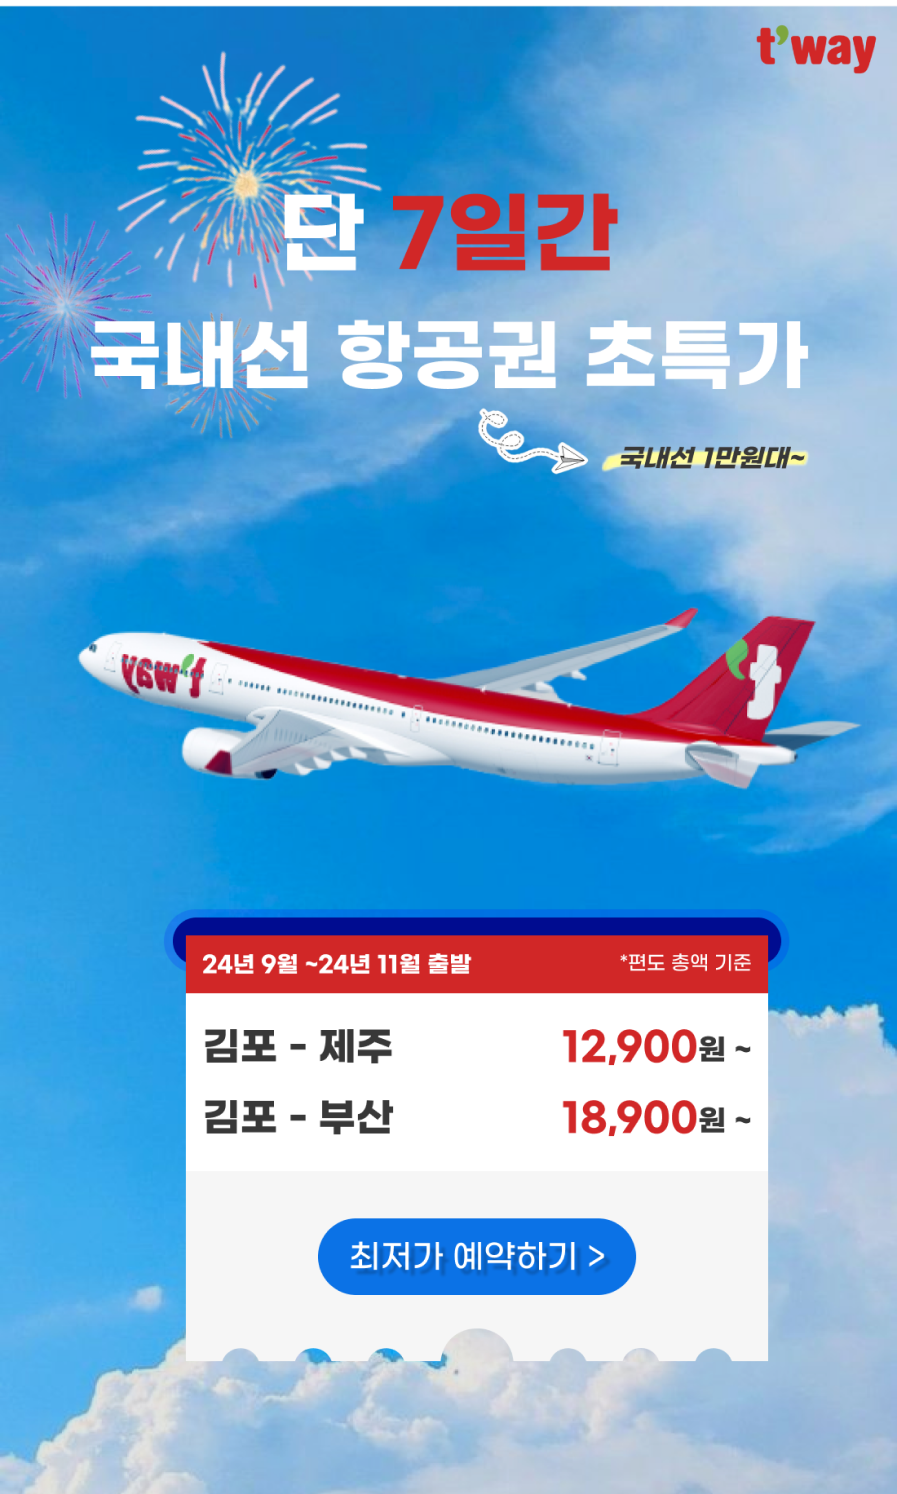 t'way
단 7일간
국내선 항공권 초특가
국내선 1만원대~
t'way
24년 9월 ~24년 11월 출발 *편도 총액 기준
김포 - 제주 12,900원 ~
김포 - 부산 18,900원 ~
최저가 예약하기 >